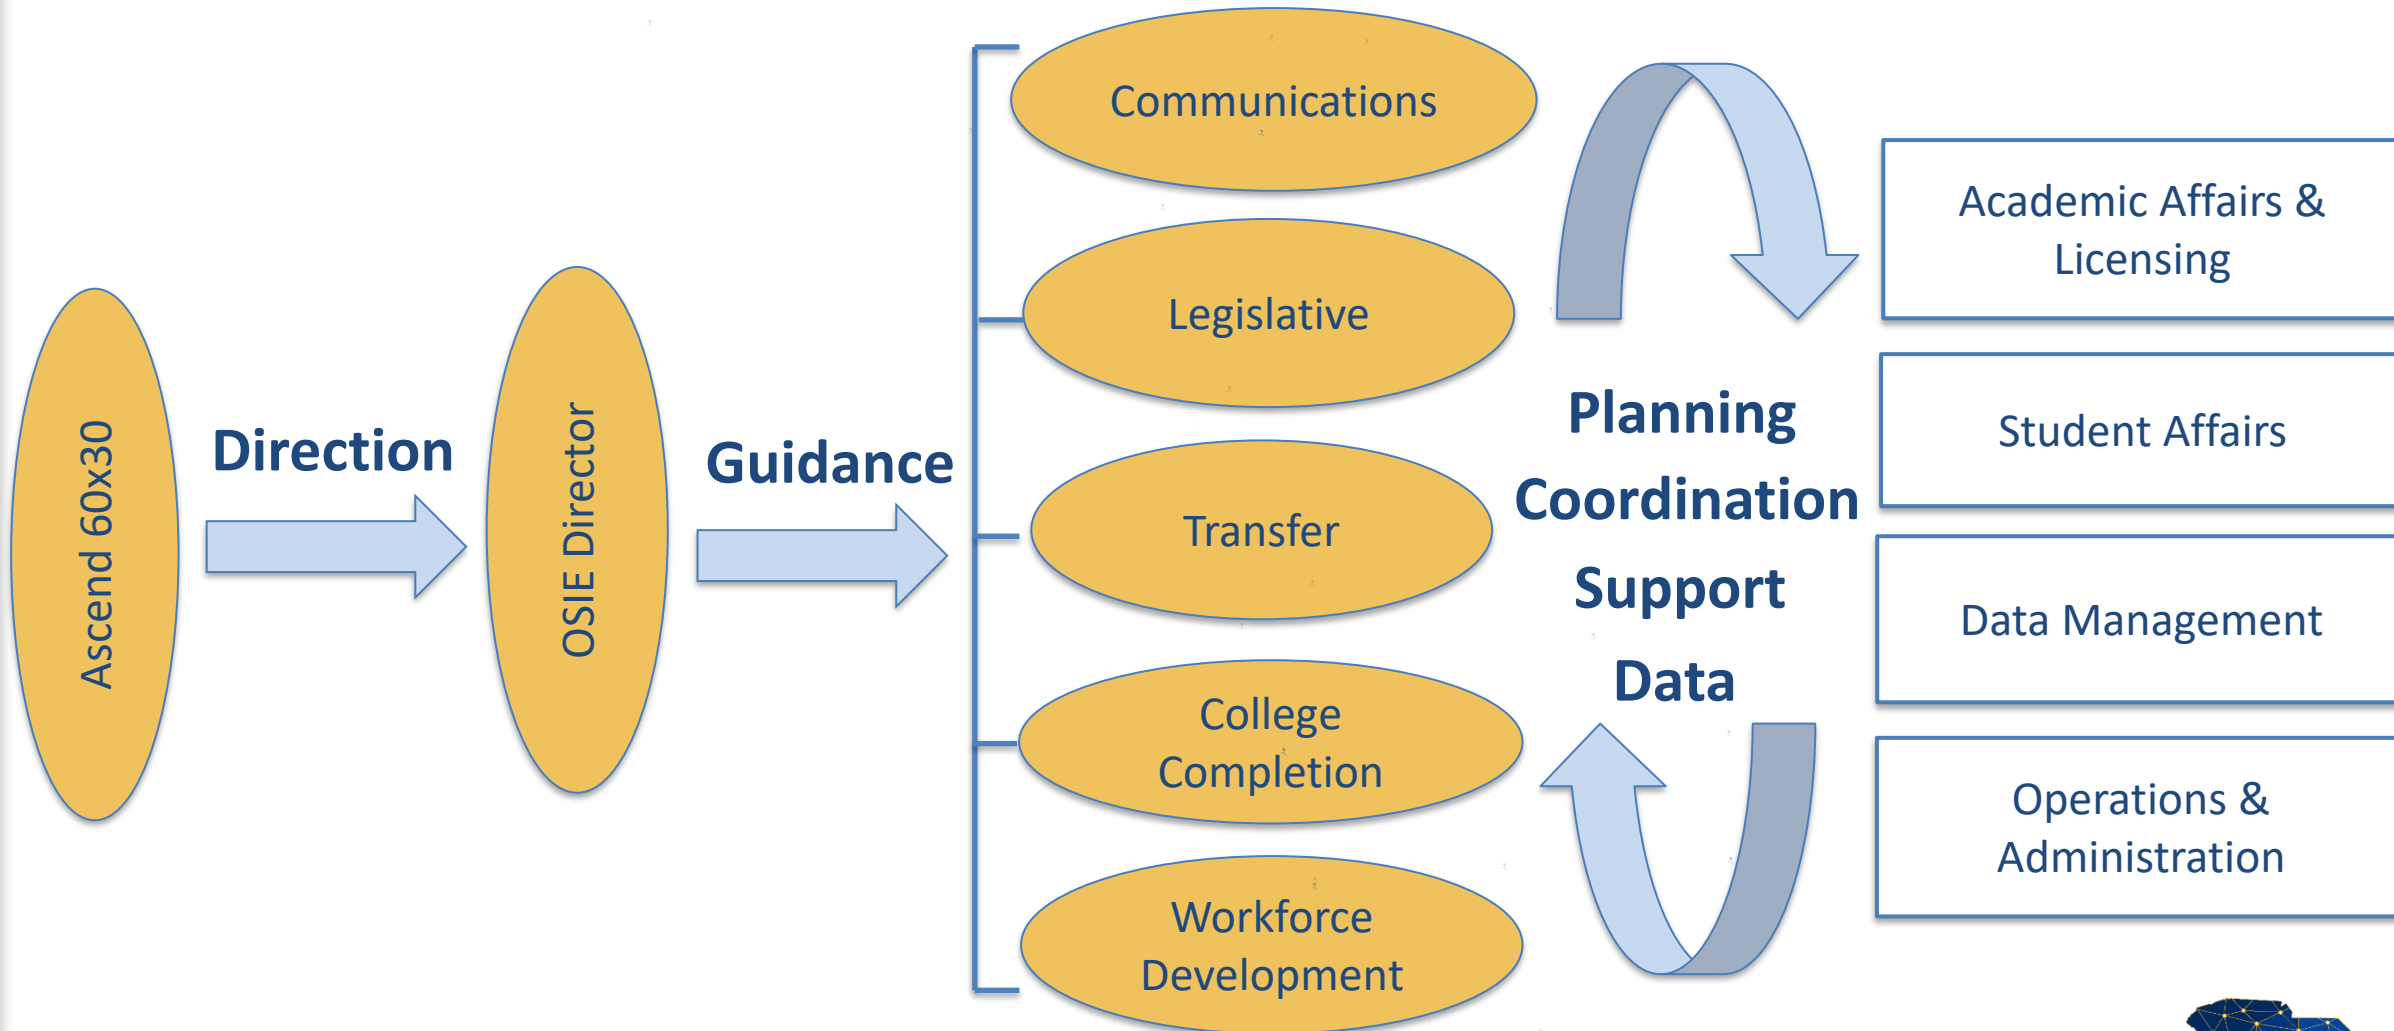 Ascend 60x30
Direction
OSIE Director
Guidance
Communications
Legislative
Transfer
College
Completion
Workforce
Development
Planning
Coordination
Support
Data
Academic Affairs &
Licensing
Student Affairs
Data Management
Operations &
Administration